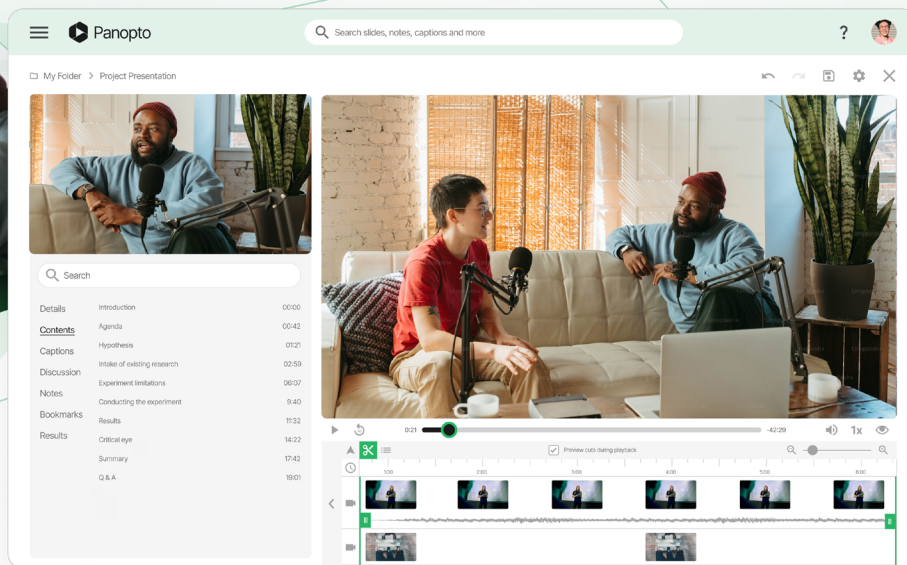 Panopto
Search slides, notes, captions and more
?
My Folder > Project Presentation
Search
Details
Contents
Captions
Discussion
Notes
Bookmarks
Results
Introduction 00:00
Agenda 00:42
Hypothesis 01:21
Intake of existing research 02:59
Experiment limitations 06:07
Conducting the experiment 9:40
Results 11:32
Critical eye 14:22
Summary 17:42
Q & A 19:01
0:21
-42:29
1x
Preview cuts during playback
1:00 2:00 3:00 4:00 5:00 6:00